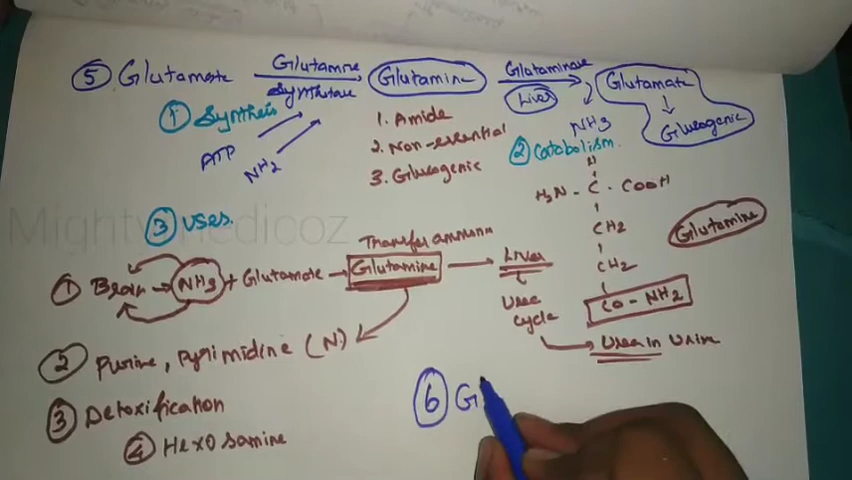 5 Glutamate Glutamine Synthetase Glutamine Glutaminase Liver Glutamate
NH3 Glucogenic
1 Synthesis
ATP NH2
1. Amide
2. Non-essential
3. Glucogenic
2 Catabolism
H
H2N - C - COOH
CH2
CH2
CO - NH2
Glutamine
Mighty mediooz
3 uses.
Transfer ammonia
1 Brain → NH3 + Glutamate → Glutamine → Liver
Urea cycle
Urea in Urine
2 Purine, pyrimidine (N)
3 Detoxification
4 Hexosamine
6 G